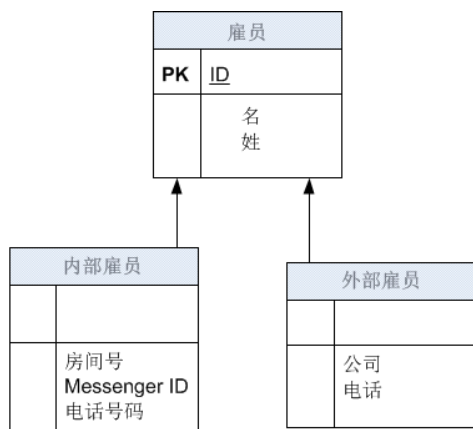 雇员
PK ID
名
姓
内部雇员
房间号
Messenger ID
电话号码
外部雇员
公司
电话